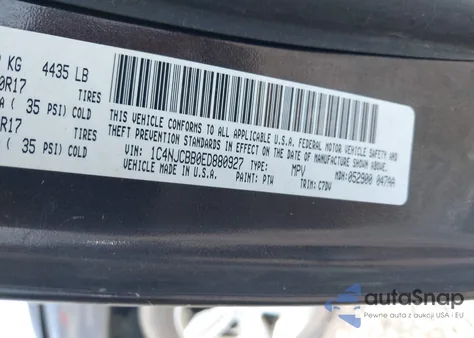 KG 4435 LB
0R17 TIRES
A ( 35 PSI) COLD
R17 TIRES
( 35 PSI) COLD
THIS VEHICLE CONFORMS TO ALL APPLICABLE U.S.A. FEDERAL MOTOR VEHICLE SAFETY AND
THEFT PREVENTION STANDARDS IN EFFECT ON THE DATE OF MANUFACTURE SHOWN ABOVE.
VIN: 1C4NJCBB0ED880927 TYPE: MPV MDH: 052900 047AA
VEHICLE MADE IN U.S.A. PAINT: PTW TRIM: C7DV
autoSnap
Pewne auta z aukcji USA i EU